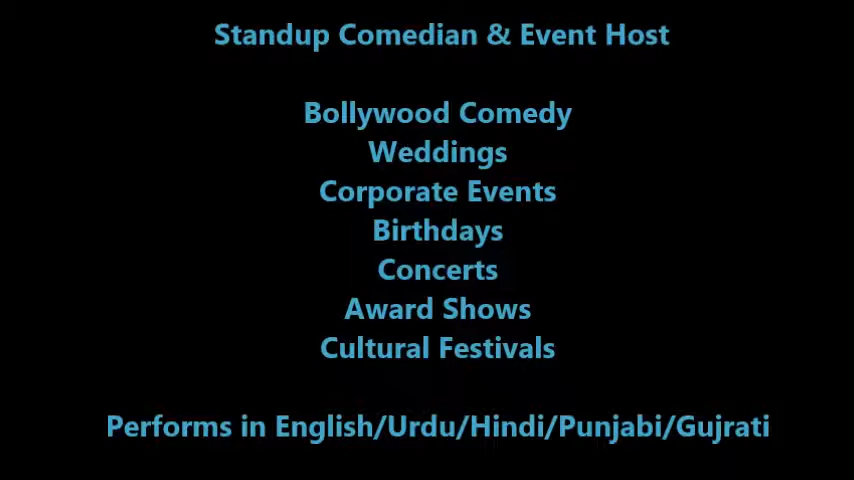 Standup Comedian & Event Host
Bollywood Comedy
Weddings
Corporate Events
Birthdays
Concerts
Award Shows
Cultural Festivals
Performs in English/Urdu/Hindi/Punjabi/Gujrati